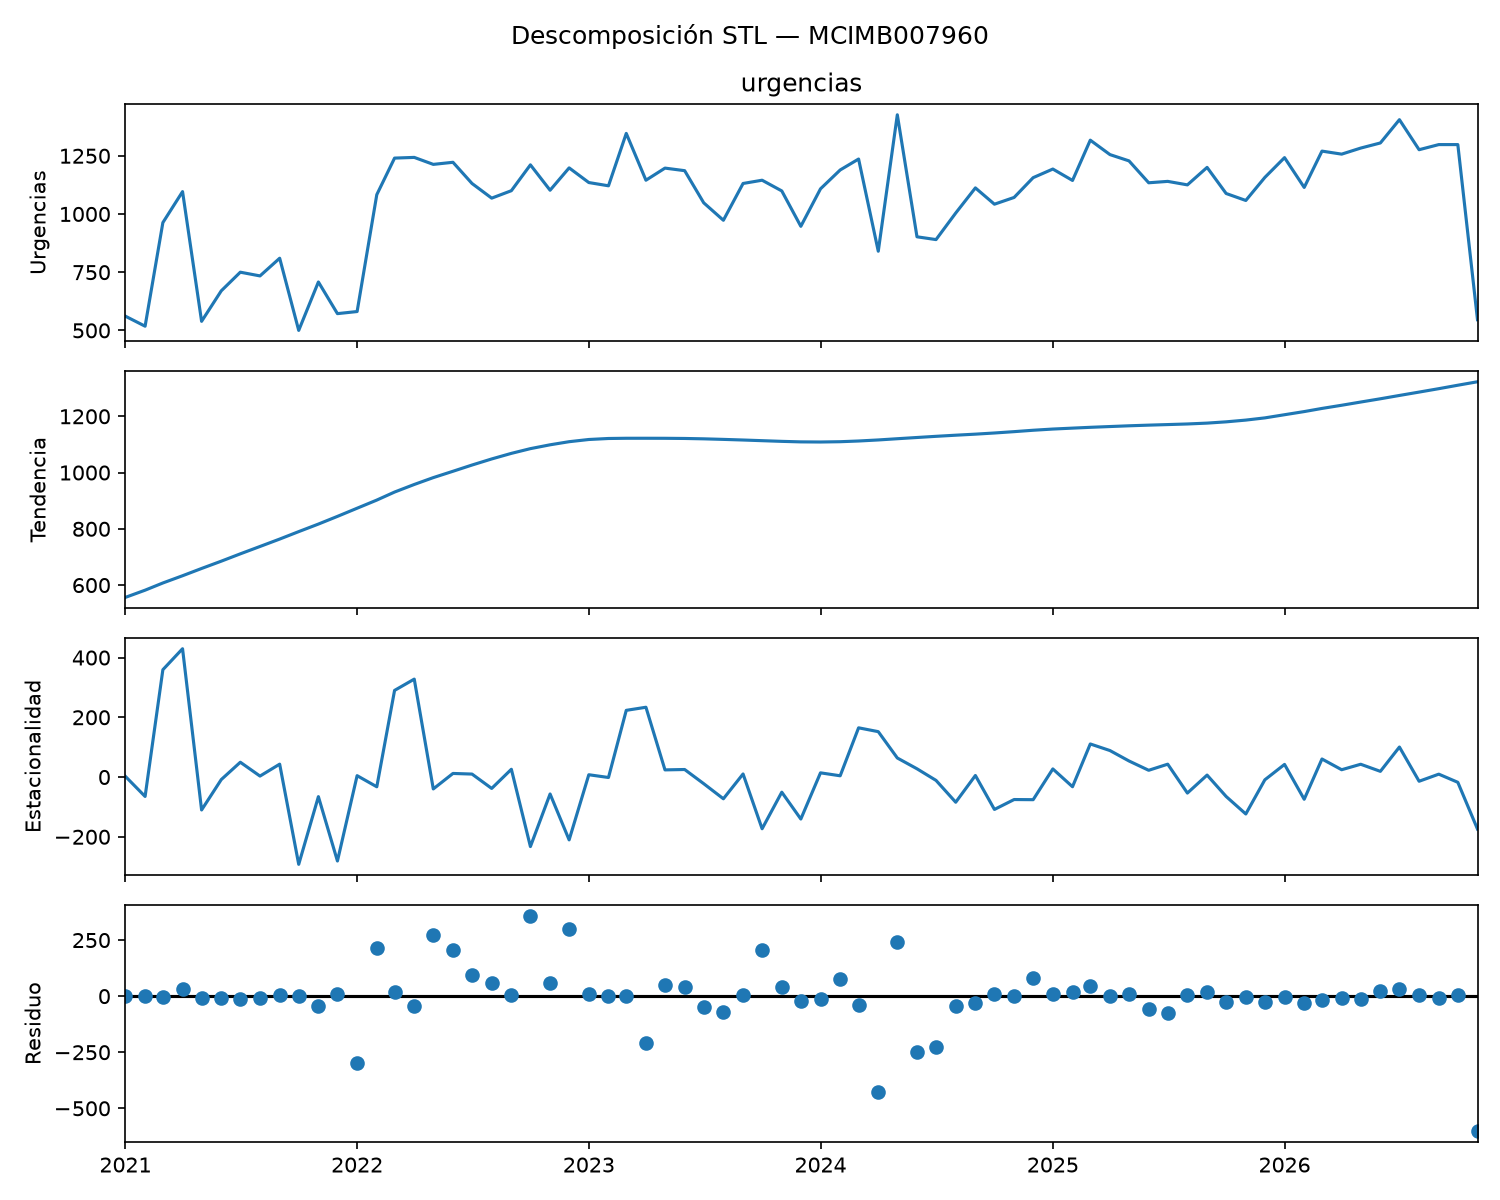 Descomposición STL — MCIMB007960
urgencias
Urgencias
1250
1000
750
500
Tendencia
1200
1000
800
600
Estacionalidad
400
200
0
−200
Residuo
250
0
−250
−500
2021 2022 2023 2024 2025 2026